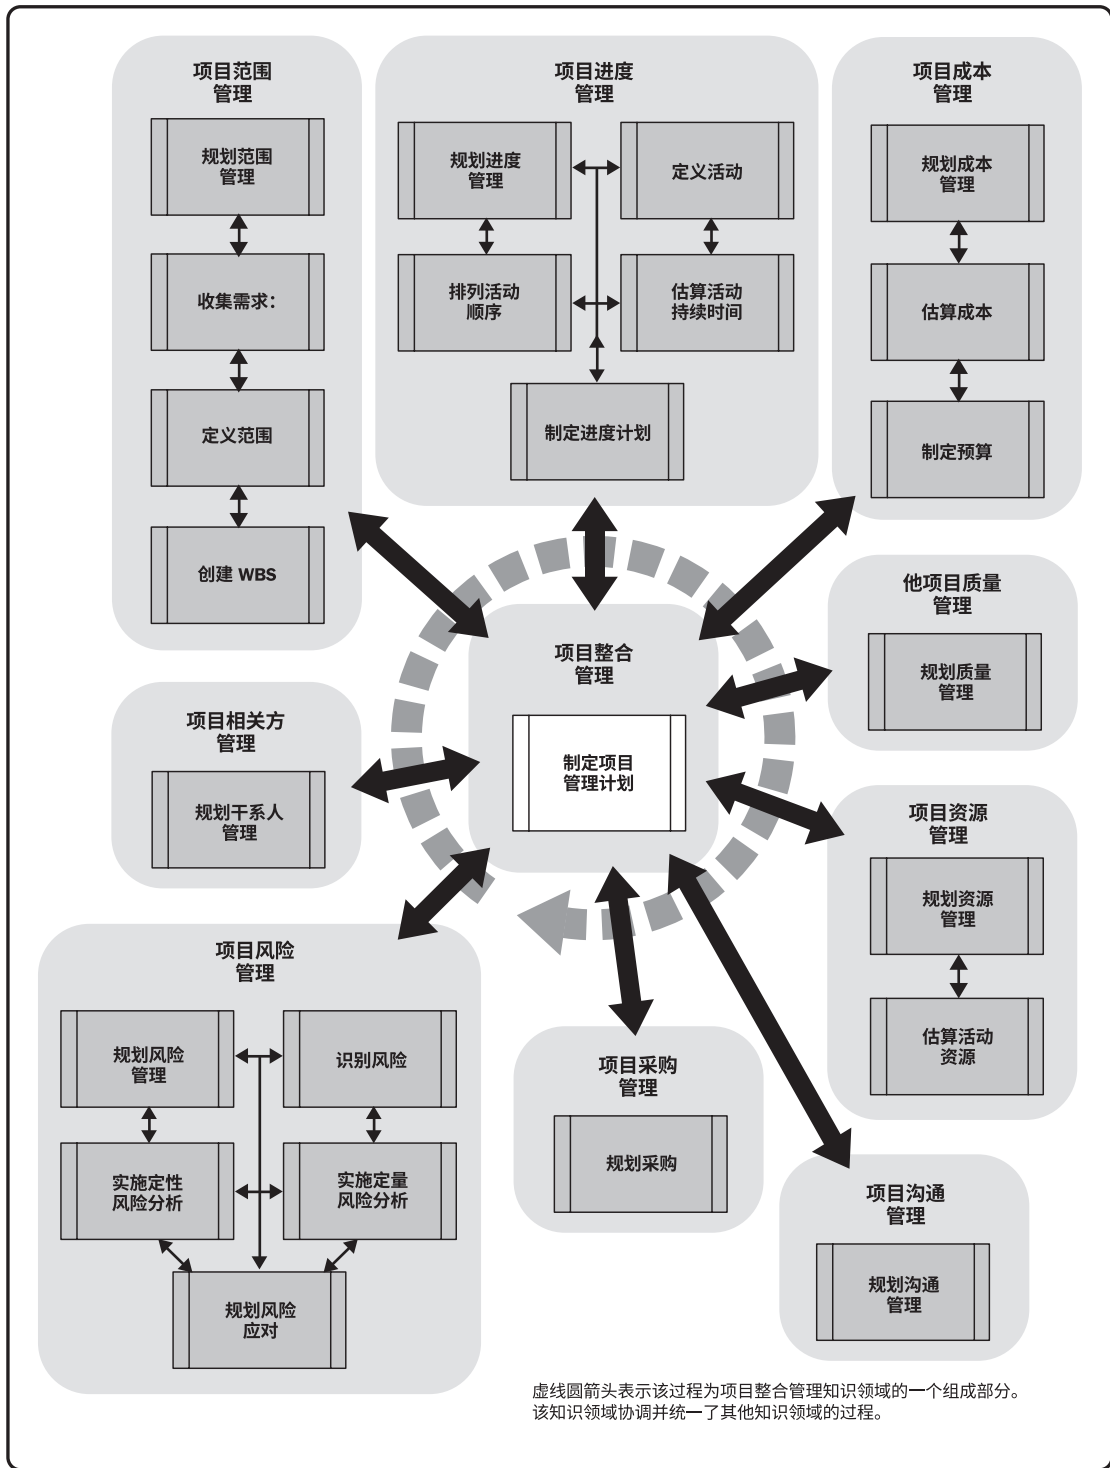 项目范围
管理
规划范围
管理
收集需求：
定义范围
创建 WBS
项目进度
管理
规划进度
管理
定义活动
排列活动
顺序
估算活动
持续时间
制定进度计划
项目成本
管理
规划成本
管理
估算成本
制定预算
他项目质量
管理
规划质量
管理
项目整合
管理
制定项目
管理计划
项目相关方
管理
规划干系人
管理
项目资源
管理
规划资源
管理
估算活动
资源
项目风险
管理
规划风险
管理
识别风险
实施定性
风险分析
实施定量
风险分析
规划风险
应对
项目采购
管理
规划采购
项目沟通
管理
规划沟通
管理
虚线圆箭头表示该过程为项目整合管理知识领域的一个组成部分。
该知识领域协调并统一了其他知识领域的过程。